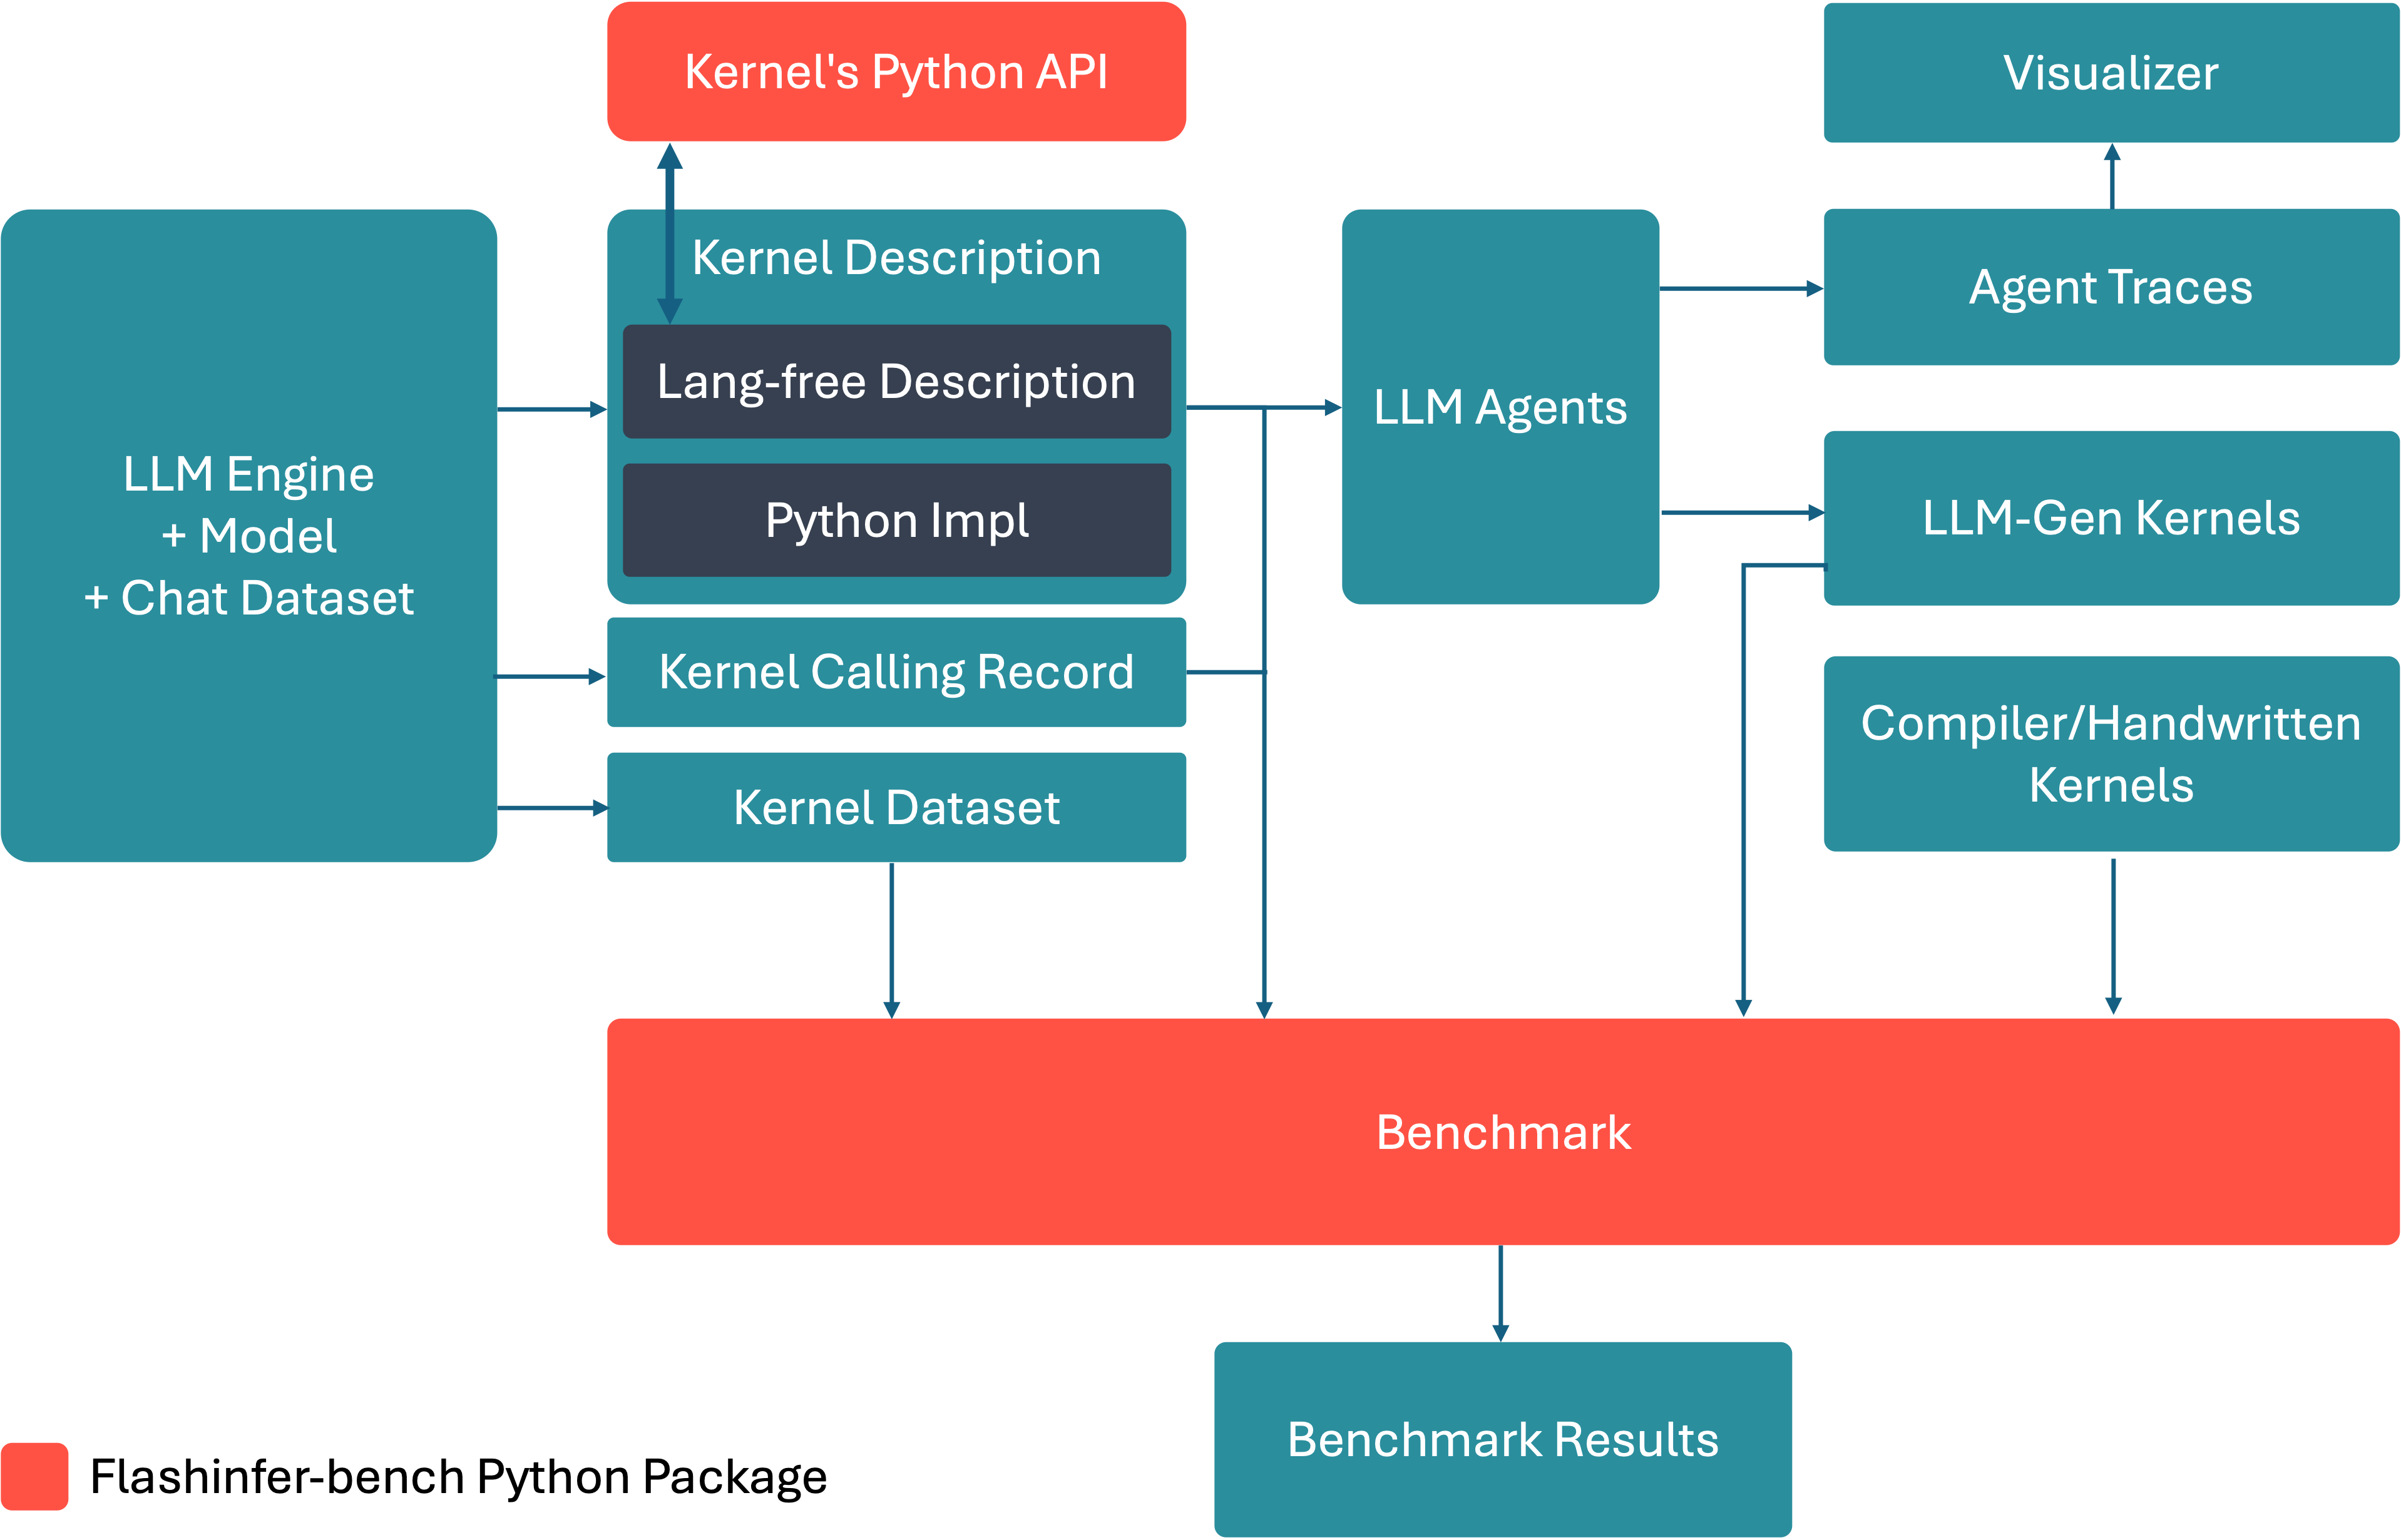 Kernel's Python API
Visualizer
Kernel Description
Lang-free Description
Python Impl
LLM Engine
+ Model
+ Chat Dataset
LLM Agents
Agent Traces
LLM-Gen Kernels
Kernel Calling Record
Kernel Dataset
Compiler/Handwritten
Kernels
Benchmark
Benchmark Results
Flashinfer-bench Python Package